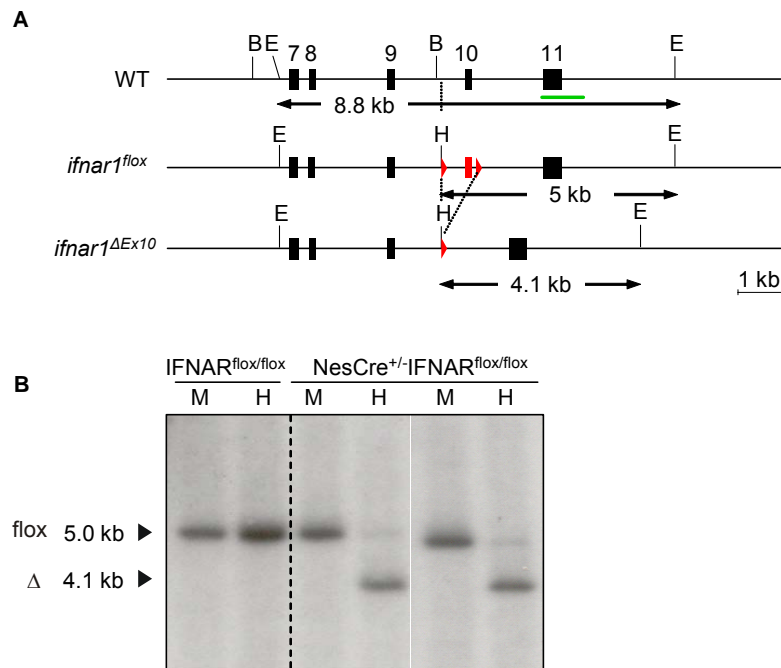 A
B E 7 8 9 B 10 11 E
WT
8.8 kb
E H E
ifnar1flox
5 kb
E H E
ifnar1ΔEx10
4.1 kb
1 kb
B
IFNARflox/flox NesCre+/-IFNARflox/flox
M H M H M H
flox 5.0 kb
Δ 4.1 kb